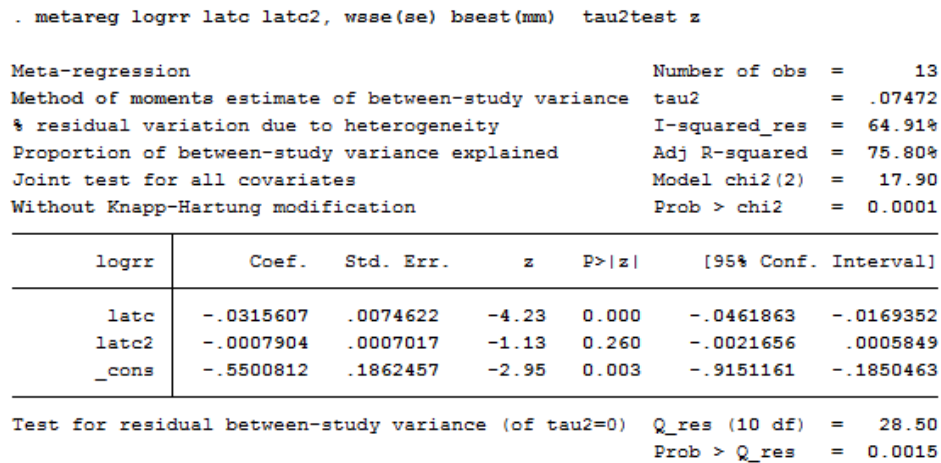 . metareg logrr latc latc2, wsse(se) bsest(mm)  tau2test z
Meta-regression                                       Number of obs  =      13
Method of moments estimate of between-study variance  tau2           =  .07472
% residual variation due to heterogeneity             I-squared_res  =  64.91%
Proportion of between-study variance explained        Adj R-squared  =  75.80%
Joint test for all covariates                         Model chi2(2)  =   17.90
Without Knapp-Hartung modification                    Prob > chi2    =  0.0001
logrr       Coef.   Std. Err.      z    P>|z|     [95% Conf. Interval]
latc   -.0315607   .0074622    -4.23   0.000    -.0461863   -.0169352
latc2   -.0007904   .0007017    -1.13   0.260    -.0021656    .0005849
_cons   -.5500812   .1862457    -2.95   0.003    -.9151161   -.1850463
Test for residual between-study variance (of tau2=0)  Q_res (10 df)  =   28.50
Prob > Q_res   =  0.0015